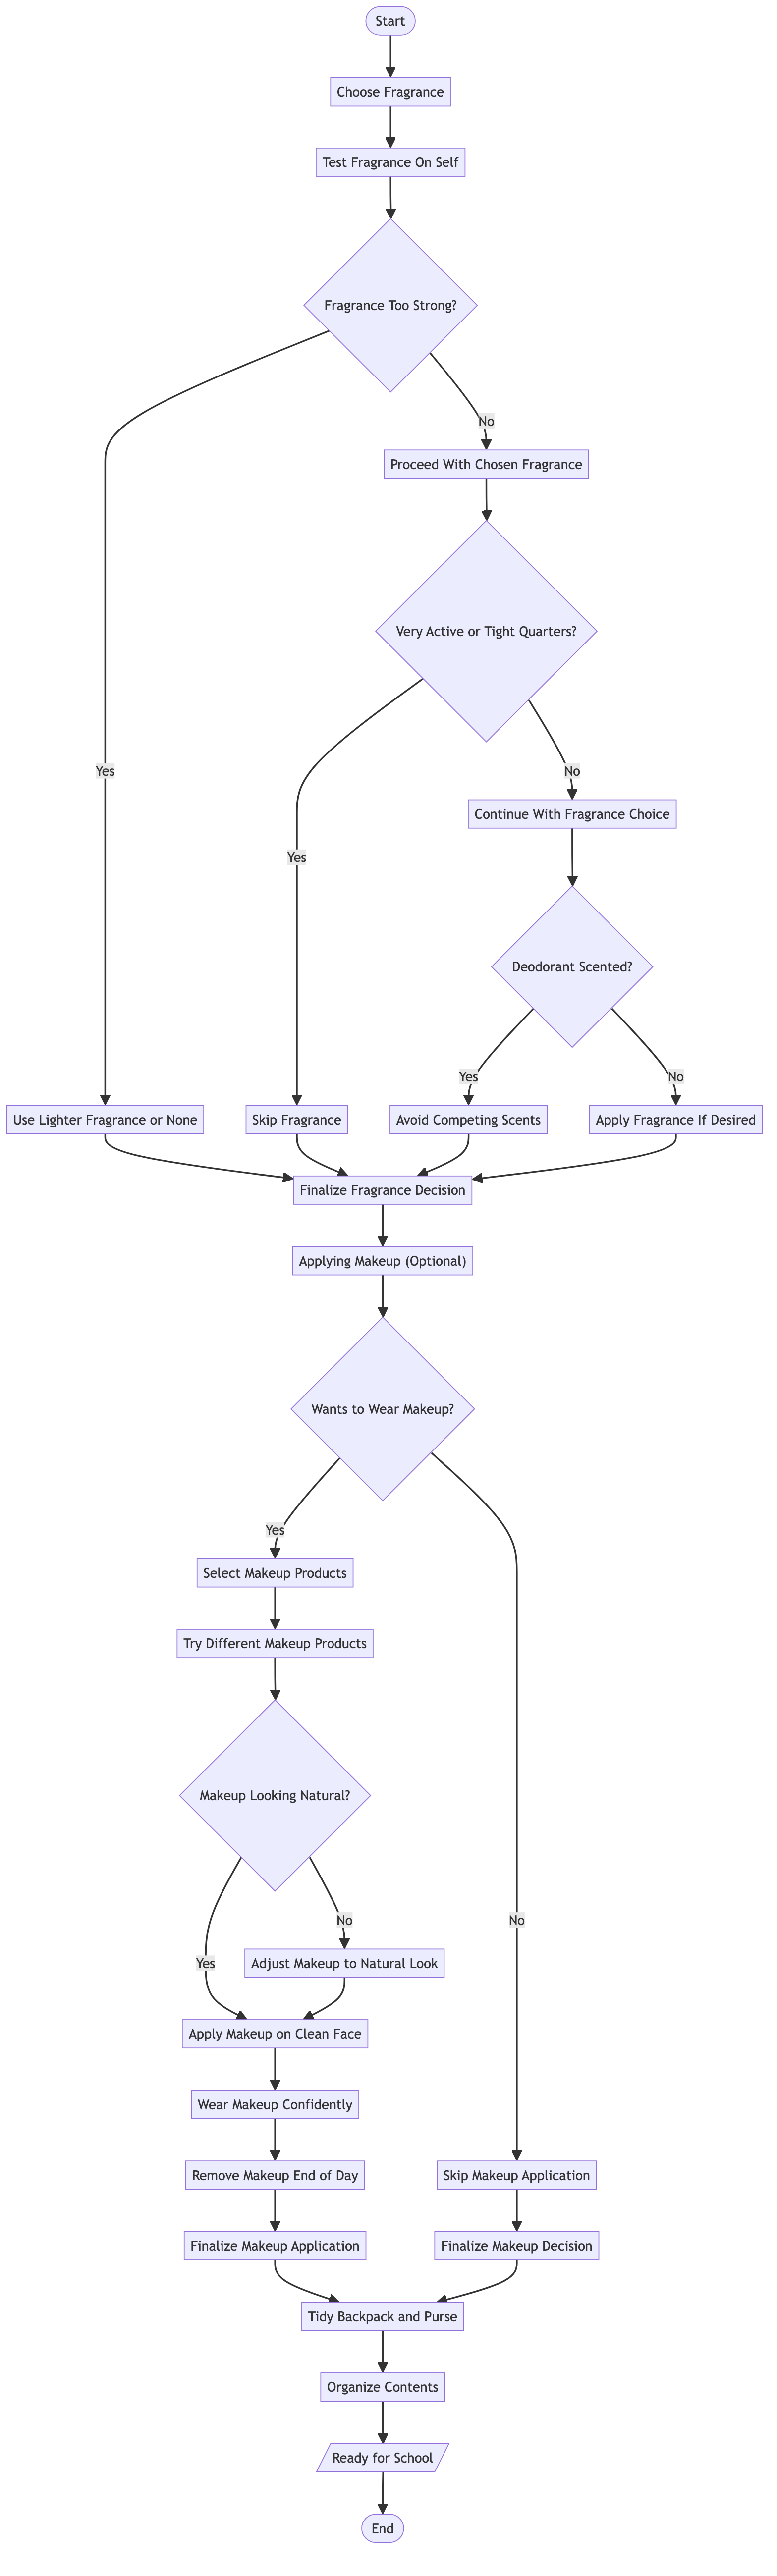 Start
Choose Fragrance
Test Fragrance On Self
Fragrance Too Strong?
No
Proceed With Chosen Fragrance
Very Active or Tight Quarters?
Yes
No
Continue With Fragrance Choice
Yes
Deodorant Scented?
Yes
No
Use Lighter Fragrance or None
Skip Fragrance
Avoid Competing Scents
Apply Fragrance If Desired
Finalize Fragrance Decision
Applying Makeup (Optional)
Wants to Wear Makeup?
Yes
Select Makeup Products
Try Different Makeup Products
Makeup Looking Natural?
No
No
Yes
Adjust Makeup to Natural Look
Apply Makeup on Clean Face
Wear Makeup Confidently
Remove Makeup End of Day
Skip Makeup Application
Finalize Makeup Application
Finalize Makeup Decision
Tidy Backpack and Purse
Organize Contents
Ready for School
End